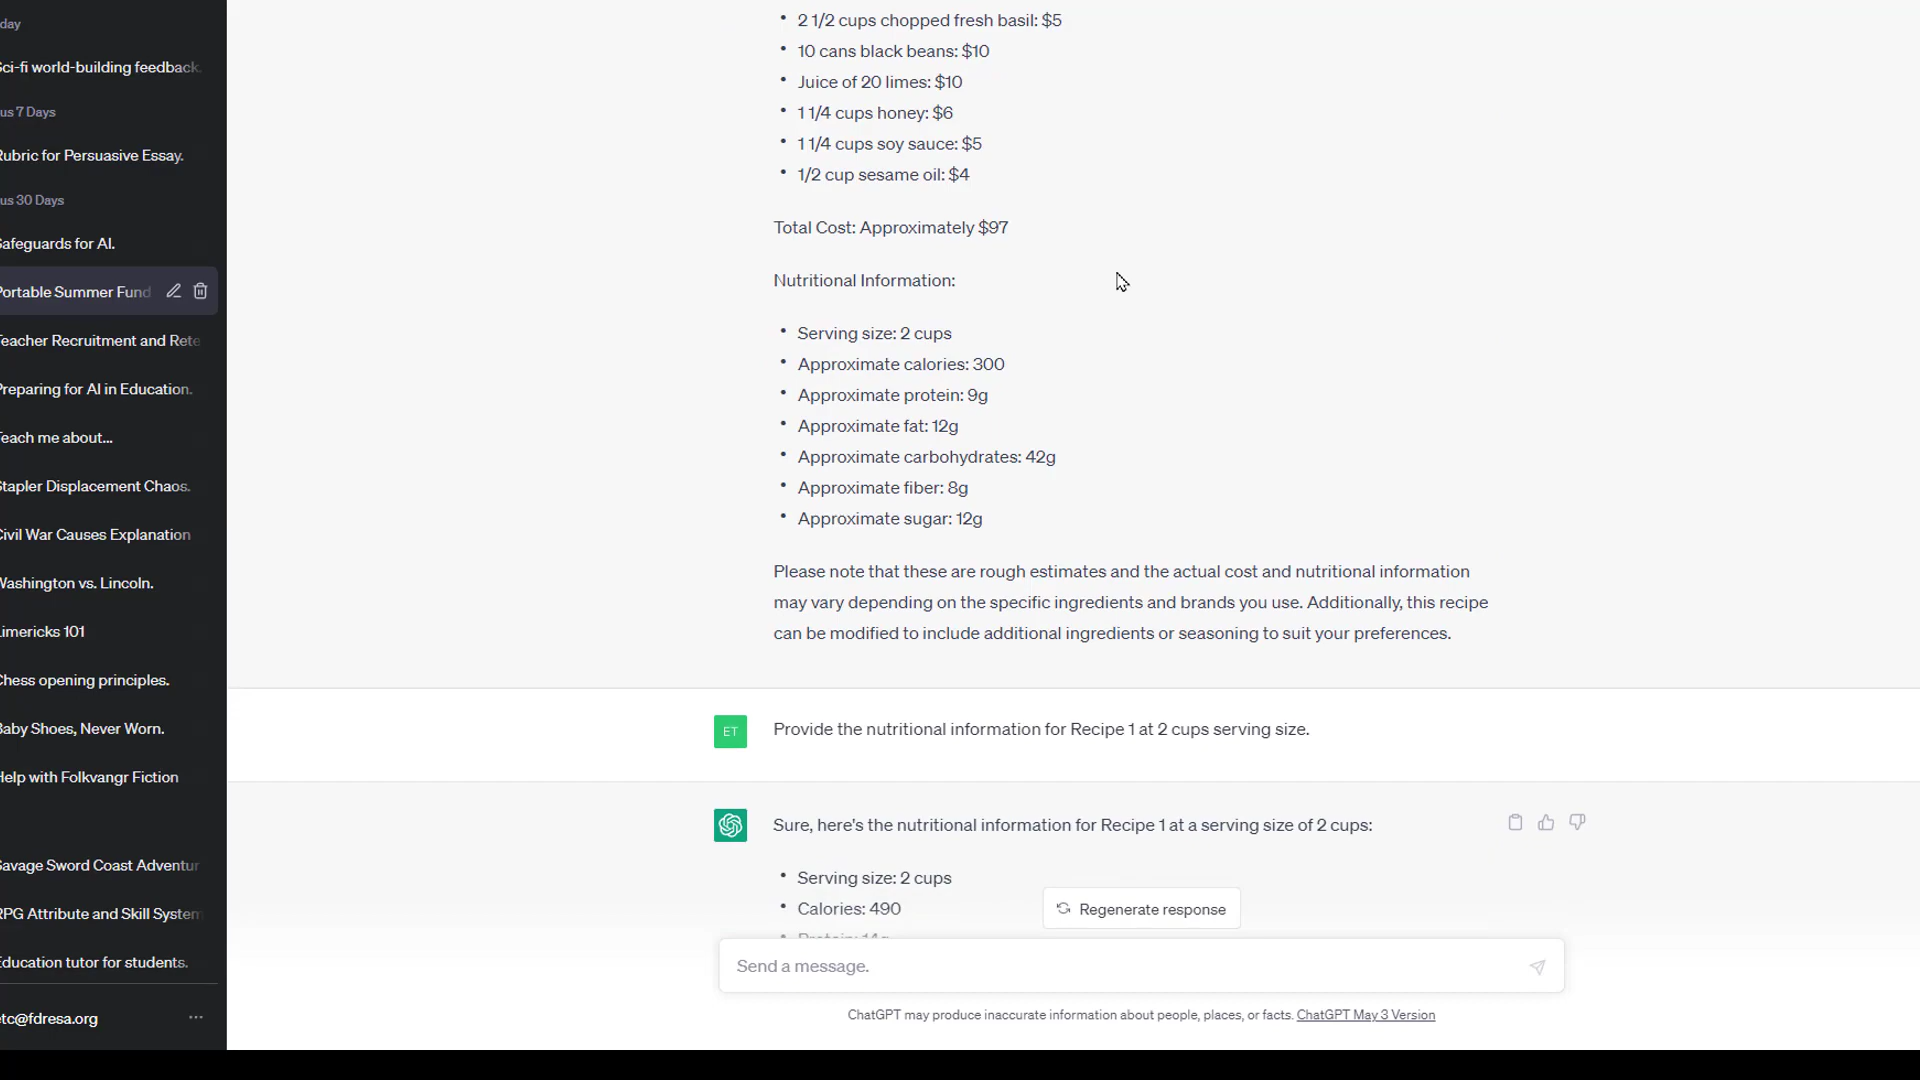 day
Sci-fi world-building feedback.
us 7 Days
Rubric for Persuasive Essay.
us 30 Days
Safeguards for AI.
Portable Summer Fund
Teacher Recruitment and Rete
Preparing for AI in Education.
Teach me about...
Stapler Displacement Chaos.
Civil War Causes Explanation
Washington vs. Lincoln.
Limericks 101
Chess opening principles.
Baby Shoes, Never Worn.
Help with Folkvangr Fiction
Savage Sword Coast Adventur
RPG Attribute and Skill System
Education tutor for students.
etc@fdresa.org
• 2 1/2 cups chopped fresh basil: $5
• 10 cans black beans: $10
• Juice of 20 limes: $10
• 1 1/4 cups honey: $6
• 1 1/4 cups soy sauce: $5
• 1/2 cup sesame oil: $4
Total Cost: Approximately $97
Nutritional Information:
• Serving size: 2 cups
• Approximate calories: 300
• Approximate protein: 9g
• Approximate fat: 12g
• Approximate carbohydrates: 42g
• Approximate fiber: 8g
• Approximate sugar: 12g
Please note that these are rough estimates and the actual cost and nutritional information
may vary depending on the specific ingredients and brands you use. Additionally, this recipe
can be modified to include additional ingredients or seasoning to suit your preferences.
ET
Provide the nutritional information for Recipe 1 at 2 cups serving size.
Sure, here's the nutritional information for Recipe 1 at a serving size of 2 cups:
• Serving size: 2 cups
• Calories: 490
• Protein: 14g
Regenerate response
Send a message.
ChatGPT may produce inaccurate information about people, places, or facts. ChatGPT May 3 Version